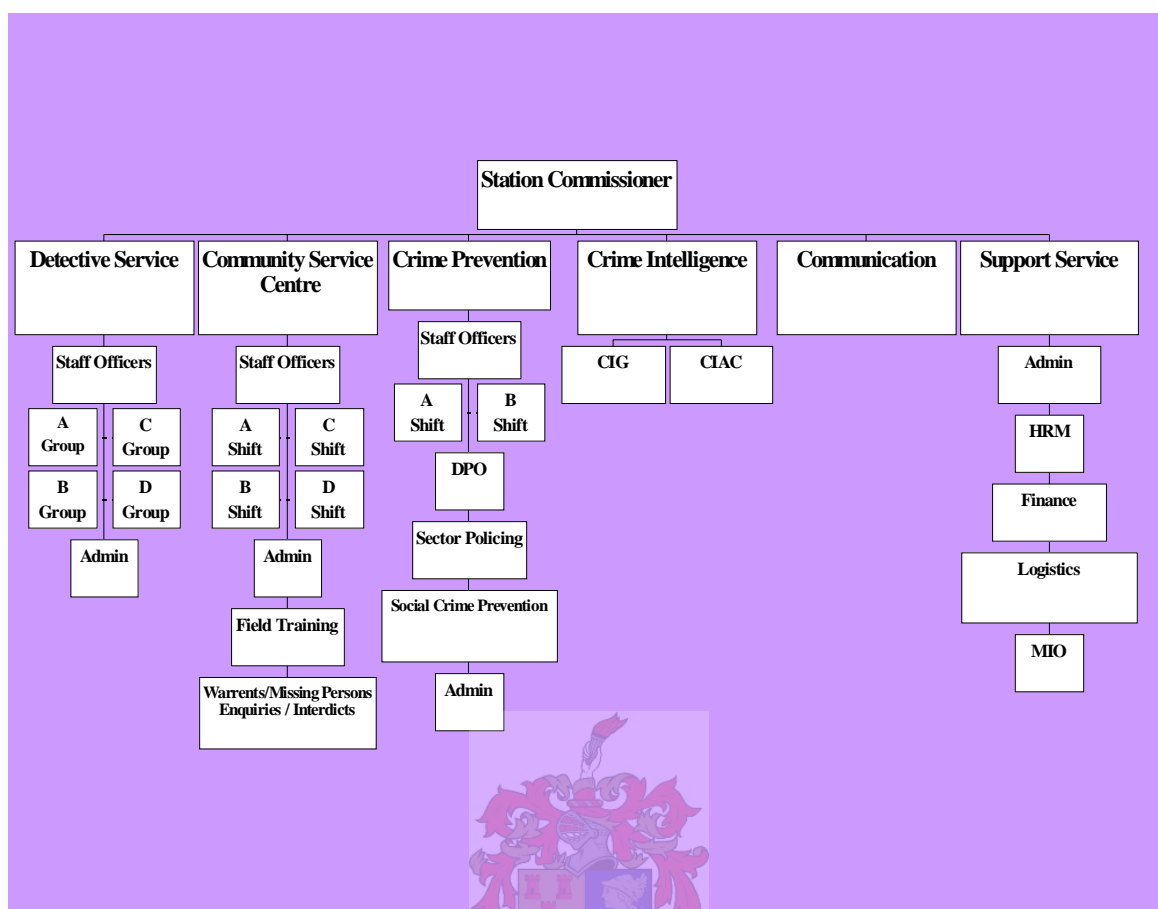 Station Commissioner
Detective Service
Community Service
Centre
Crime Prevention
Crime Intelligence
Communication
Support Service
Staff Officers
A
Group
C
Group
B
Group
D
Group
Admin
Staff Officers
A
Shift
C
Shift
B
Shift
D
Shift
Admin
Field Training
Warrents/Missing Persons
Enquiries / Interdicts
Staff Officers
A
Shift
B
Shift
DPO
Sector Policing
Social Crime Prevention
Admin
CIG
CIAC
Admin
HRM
Finance
Logistics
MIO